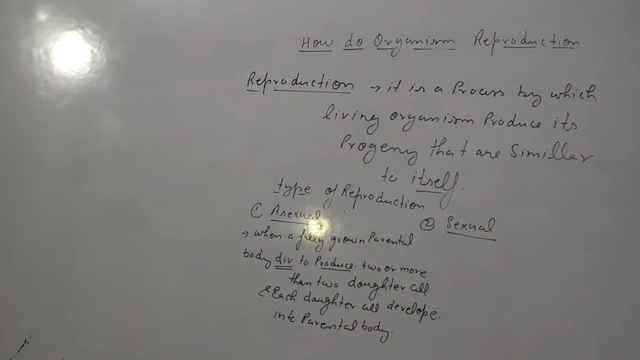 How do Organism Reproduction
Reproduction → it is a Process by which
living organism Produce its
Progeny that are Simillar
to itself.
type of Reproduction
① Asexual
② Sexual
→ when a fully grown Parental
body div to Produce two or more
than two daughter cell
& Each daughter cell develope
into Parental body.